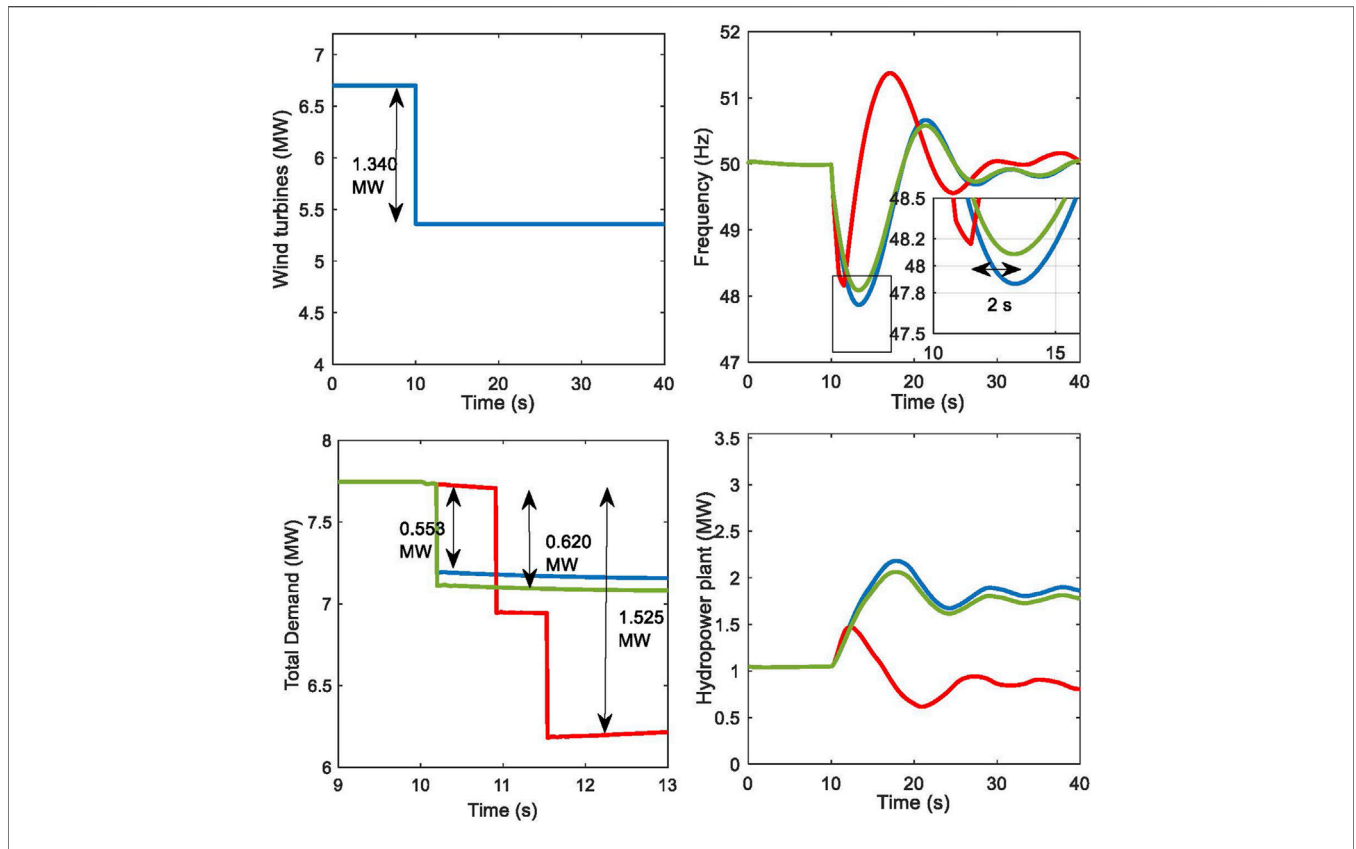 7
6.5
6
5.5
5
4.5
4
0 10 20 30 40
Time (s)
Wind turbines (MW)
1.340
MW
52
51
50
49
48
47
0 10 20 30 40
Time (s)
Frequency (Hz)
48.5
48.2
48
47.8
47.5
10 15
2 s
8
7.5
7
6.5
6
9 10 11 12 13
Time (s)
Total Demand (MW)
0.553
MW
0.620
MW
1.525
MW
3.5
3
2.5
2
1.5
1
0.5
0
0 10 20 30 40
Time (s)
Hydropower plant (MW)